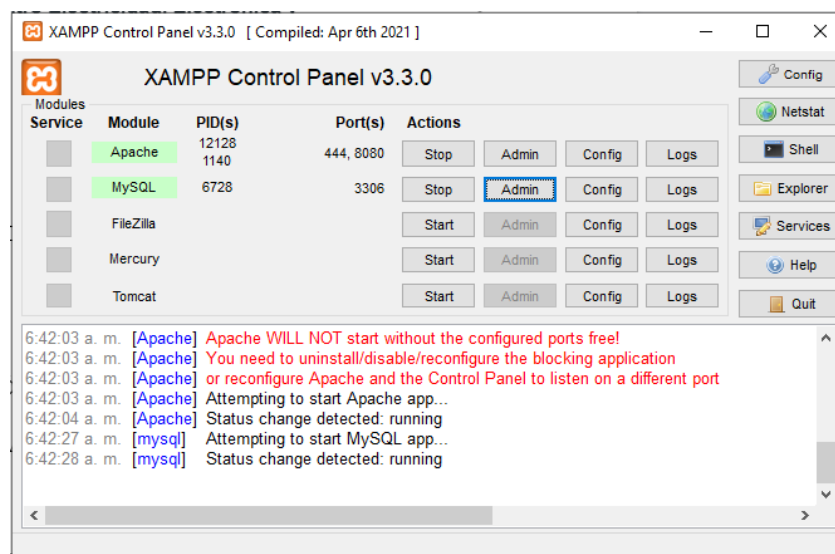 XAMPP Control Panel v3.3.0 [ Compiled: Apr 6th 2021 ]
XAMPP Control Panel v3.3.0
Config
Modules
Service Module PID(s) Port(s) Actions
Netstat
Apache 12128 1140 444, 8080 Stop Admin Config Logs
Shell
MySQL 6728 3306 Stop Admin Config Logs
Explorer
FileZilla Start Admin Config Logs
Services
Mercury Start Admin Config Logs
Help
Tomcat Start Admin Config Logs
Quit
6:42:03 a. m. [Apache] Apache WILL NOT start without the configured ports free!
6:42:03 a. m. [Apache] You need to uninstall/disable/reconfigure the blocking application
6:42:03 a. m. [Apache] or reconfigure Apache and the Control Panel to listen on a different port
6:42:03 a. m. [Apache] Attempting to start Apache app...
6:42:04 a. m. [Apache] Status change detected: running
6:42:27 a. m. [mysql] Attempting to start MySQL app...
6:42:28 a. m. [mysql] Status change detected: running